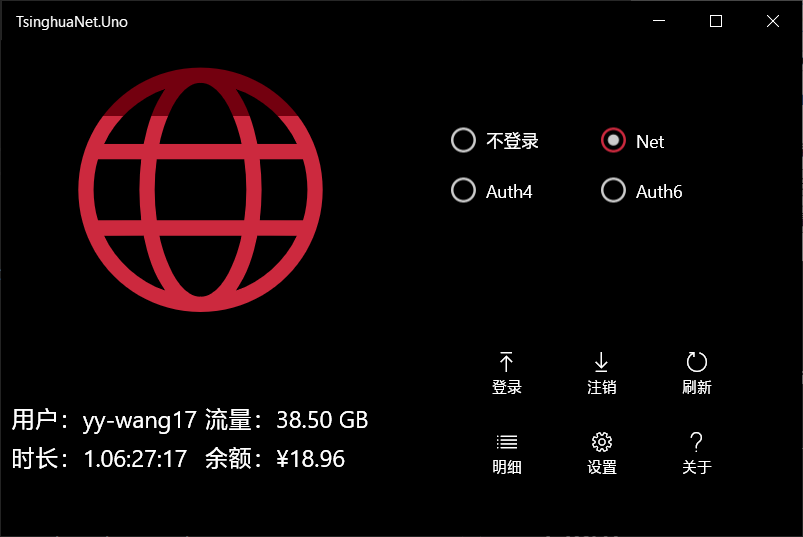 TsinghuaNet.Uno
不登录 Net
Auth4 Auth6
登录 注销 刷新
用户：yy-wang17 流量：38.50 GB
时长：1.06:27:17 余额：¥18.96
明细 设置 关于